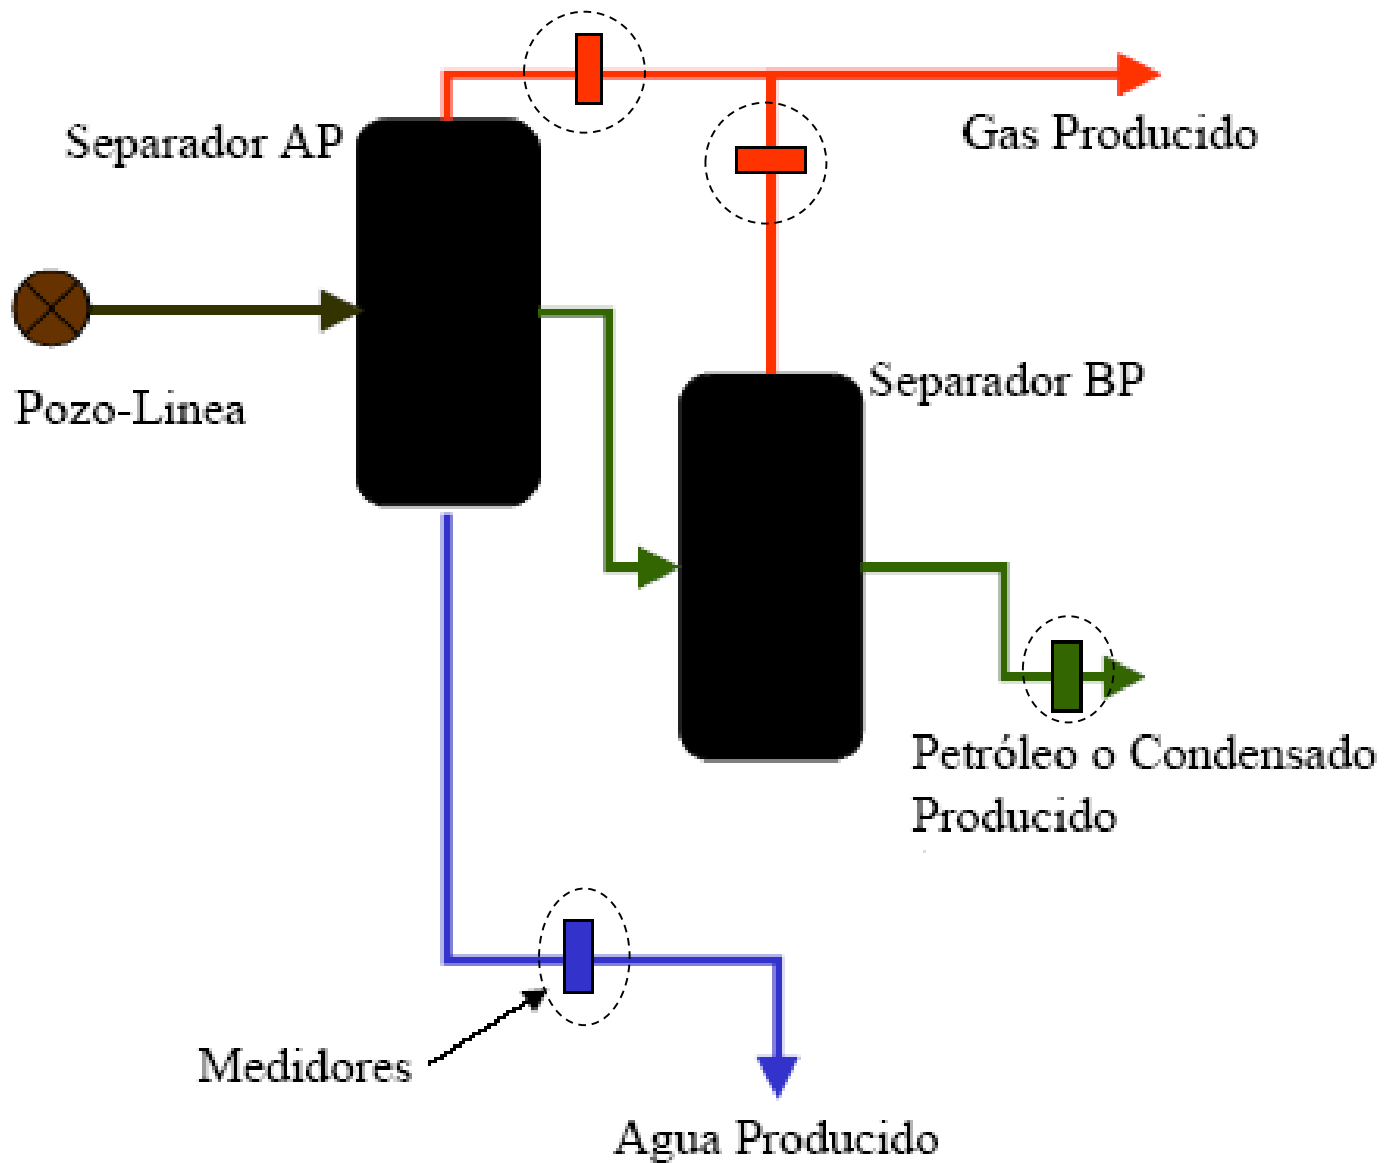 Separador AP
Gas Producido
Pozo-Linea
Separador BP
Petróleo o Condensado
Producido
Medidores
Agua Producido